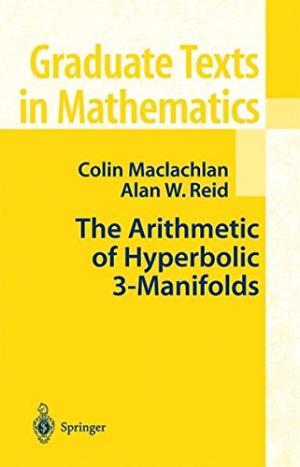 Graduate Texts
in Mathematics
Colin Maclachlan
Alan W. Reid
The Arithmetic
of Hyperbolic
3-Manifolds
Springer